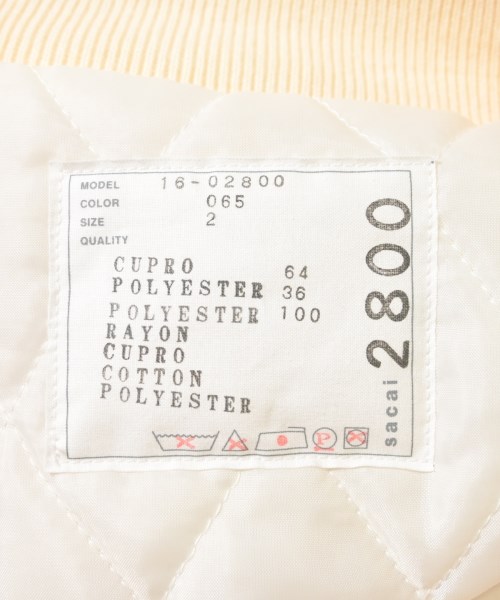 MODEL 16-02800
COLOR 065
SIZE 2
QUALITY
CUPRO 64
POLYESTER 36
POLYESTER 100
RAYON
CUPRO
COTTON
POLYESTER
P
sacai 2800